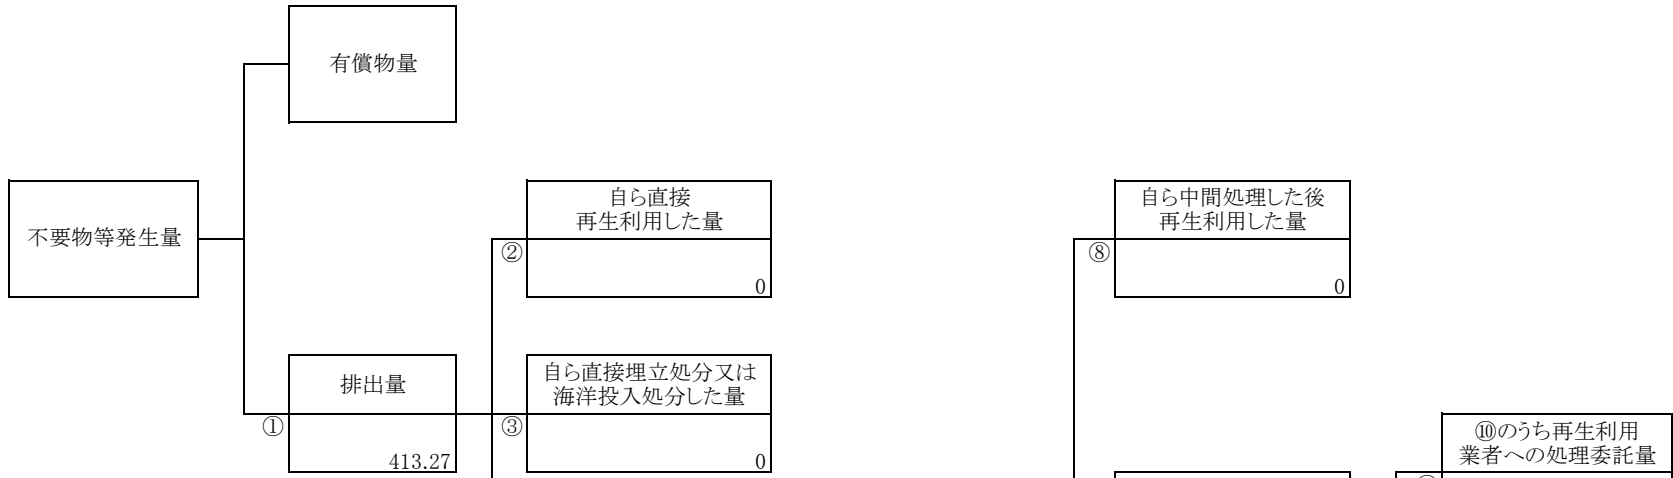 有償物量
不要物等発生量
自ら直接
再生利用した量
②
0
自ら中間処理した後
再生利用した量
⑧
0
排出量
①
413.27
自ら直接埋立処分又は
海洋投入処分した量
③
0
⑩のうち再生利用
業者への処理委託量